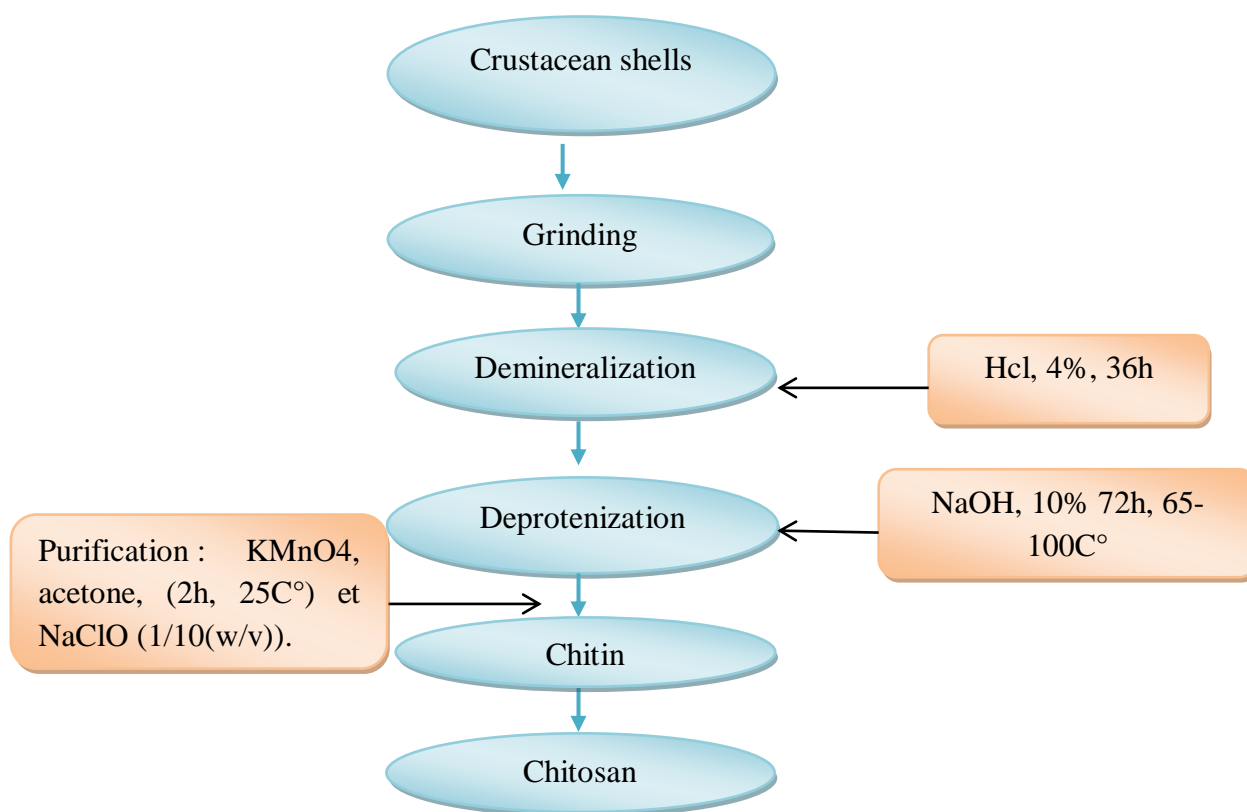 Crustacean shells
Grinding
Demineralization
Hcl, 4%, 36h
Deprotenization
NaOH, 10% 72h, 65-
100C°
Purification : KMnO4,
acetone, (2h, 25C°) et
NaClO (1/10(w/v)).
Chitin
Chitosan